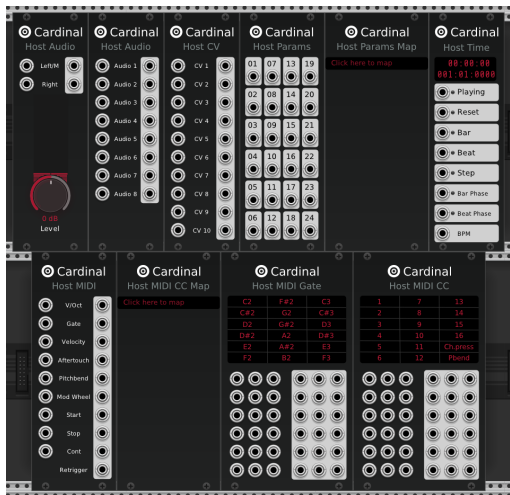 Cardinal
Host Audio
Left/M
Right
0 dB
Level
Cardinal
Host Audio
Audio 1
Audio 2
Audio 3
Audio 4
Audio 5
Audio 6
Audio 7
Audio 8
Cardinal
Host CV
CV 1
CV 2
CV 3
CV 4
CV 5
CV 6
CV 7
CV 8
CV 9
CV 10
Cardinal
Host Params
01 07 13 19
02 08 14 20
03 09 15 21
04 10 16 22
05 11 17 23
06 12 18 24
Cardinal
Host Params Map
Click here to map
Cardinal
Host Time
00:00:00
001:01:0000
Playing
Reset
Bar
Beat
Step
Bar Phase
Beat Phase
BPM
Cardinal
Host MIDI
V/Oct
Gate
Velocity
Aftertouch
Pitchbend
Mod Wheel
Start
Stop
Cont
Retrigger
Cardinal
Host MIDI CC Map
Click here to map
Cardinal
Host MIDI Gate
C2 F#2 C3
C#2 G2 C#3
D2 G#2 D3
D#2 A2 D#3
E2 A#2 E3
F2 B2 F3
Cardinal
Host MIDI CC
1 7 13
2 8 14
3 9 15
4 10 16
5 11 Ch.press
6 12 Pbend